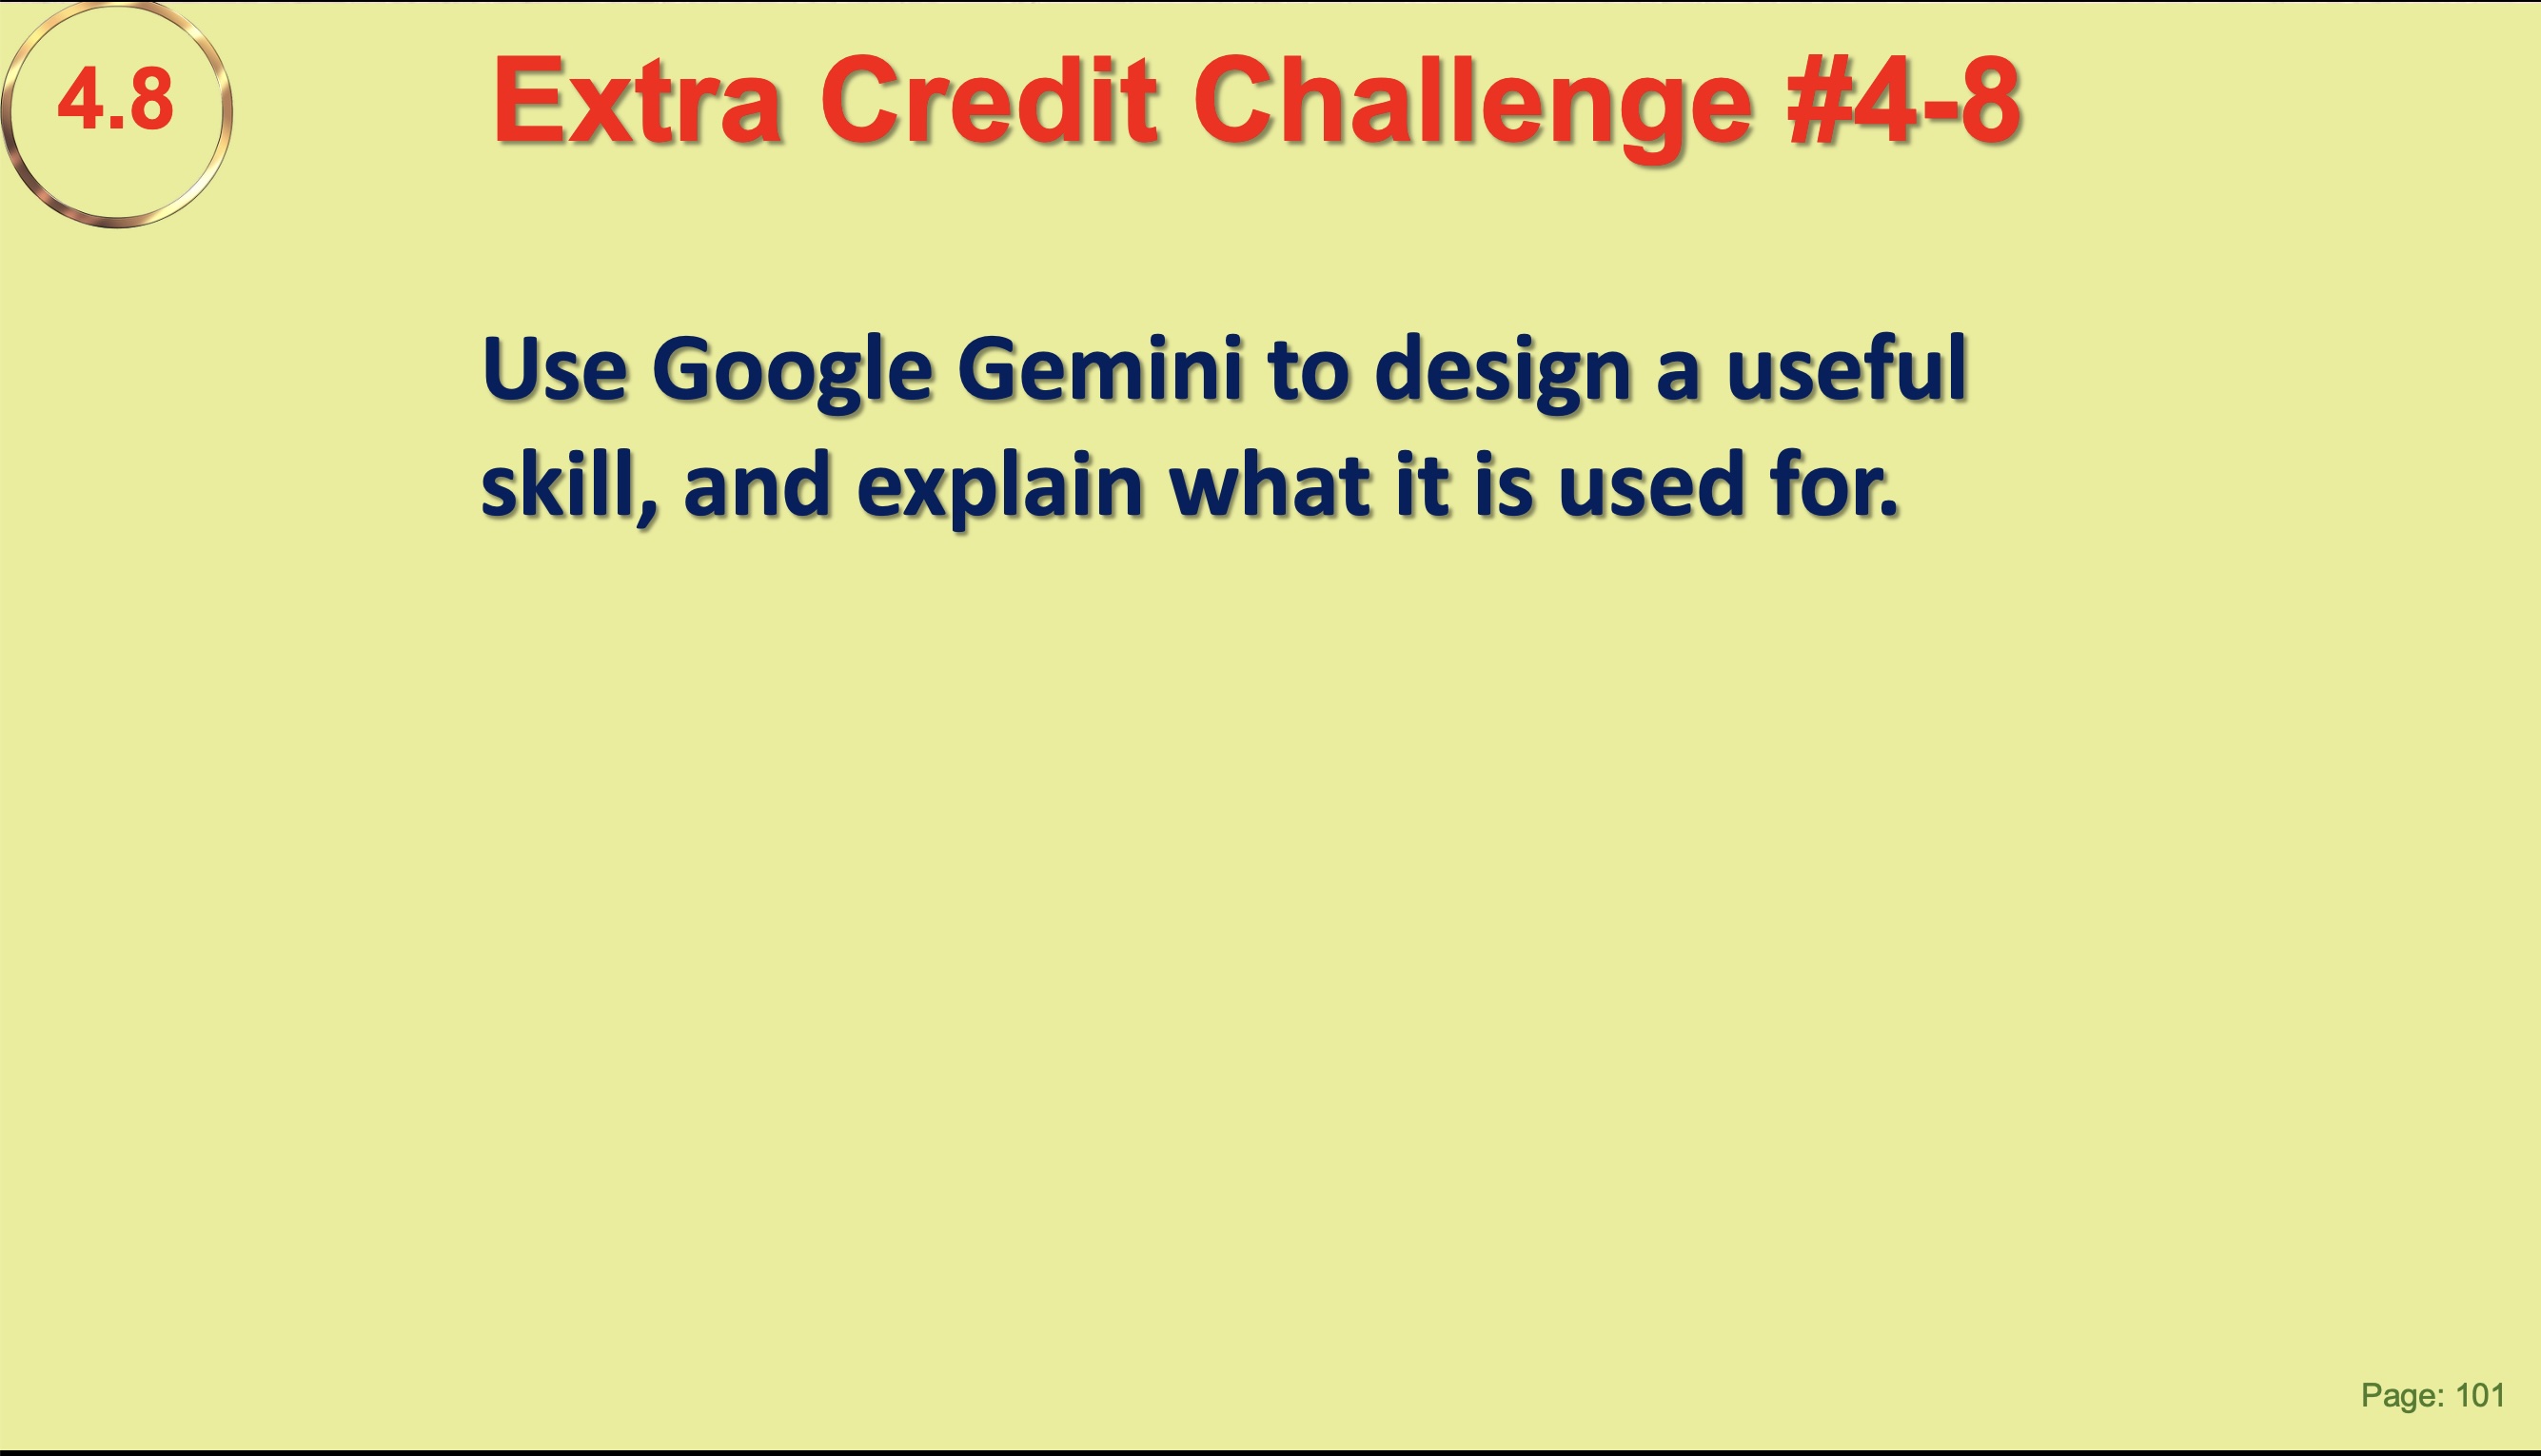 4.8
Extra Credit Challenge #4-8
Use Google Gemini to design a useful
skill, and explain what it is used for.
Page: 101